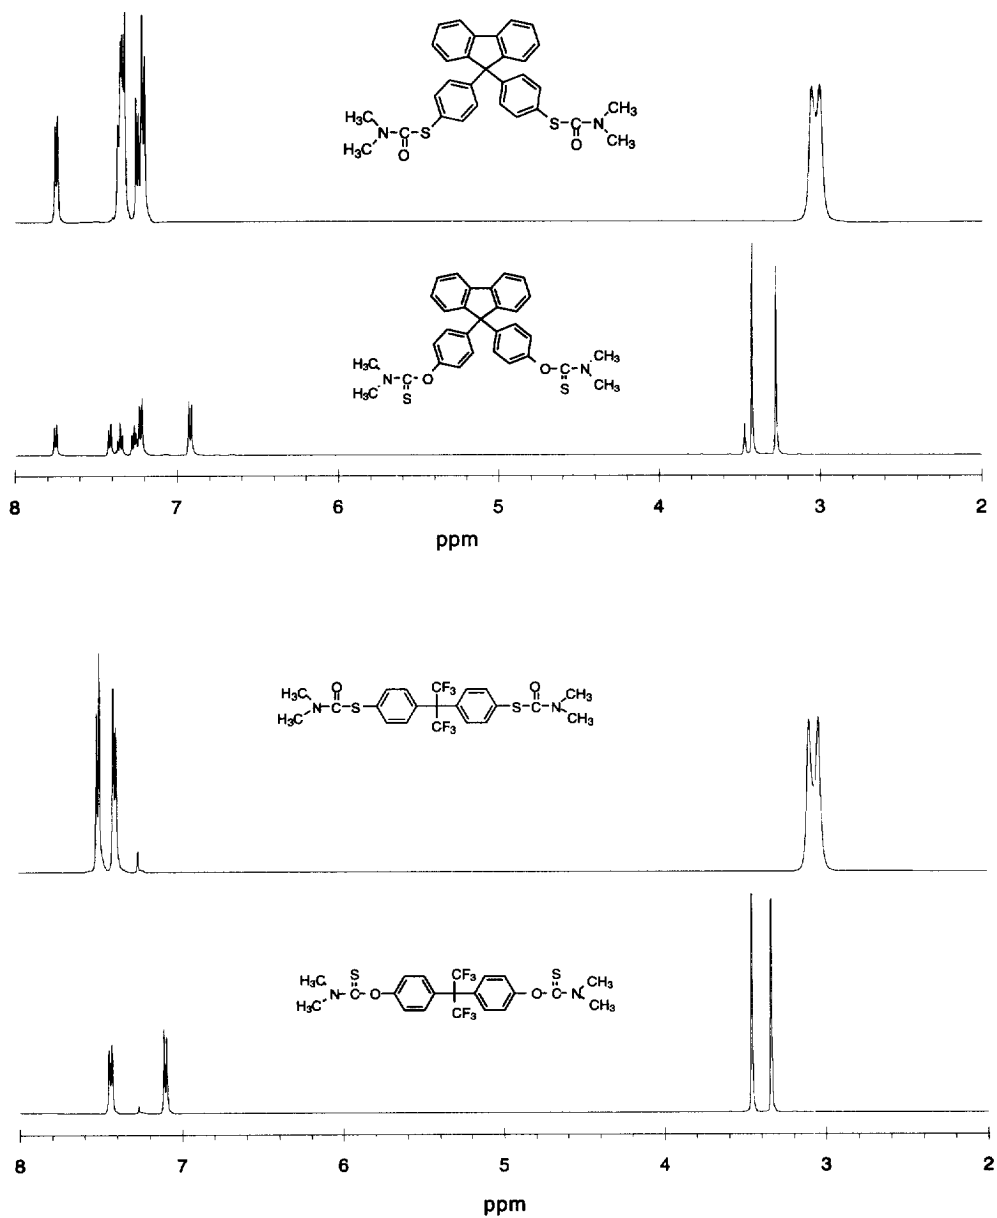 H₃C
N–C–S
H₃C
O
S–C–N
CH₃
O
CH₃
H₃C
N–C–O
H₃C
S
O–C–N
CH₃
S
CH₃
8 7 6 5 4 3 2
ppm
O
H₃C
N–C–S
H₃C
CF₃
CF₃
O
S–C–N
CH₃
CH₃
S
H₃C
N–C–O
H₃C
CF₃
CF₃
S
O–C–N
CH₃
CH₃
8 7 6 5 4 3 2
ppm